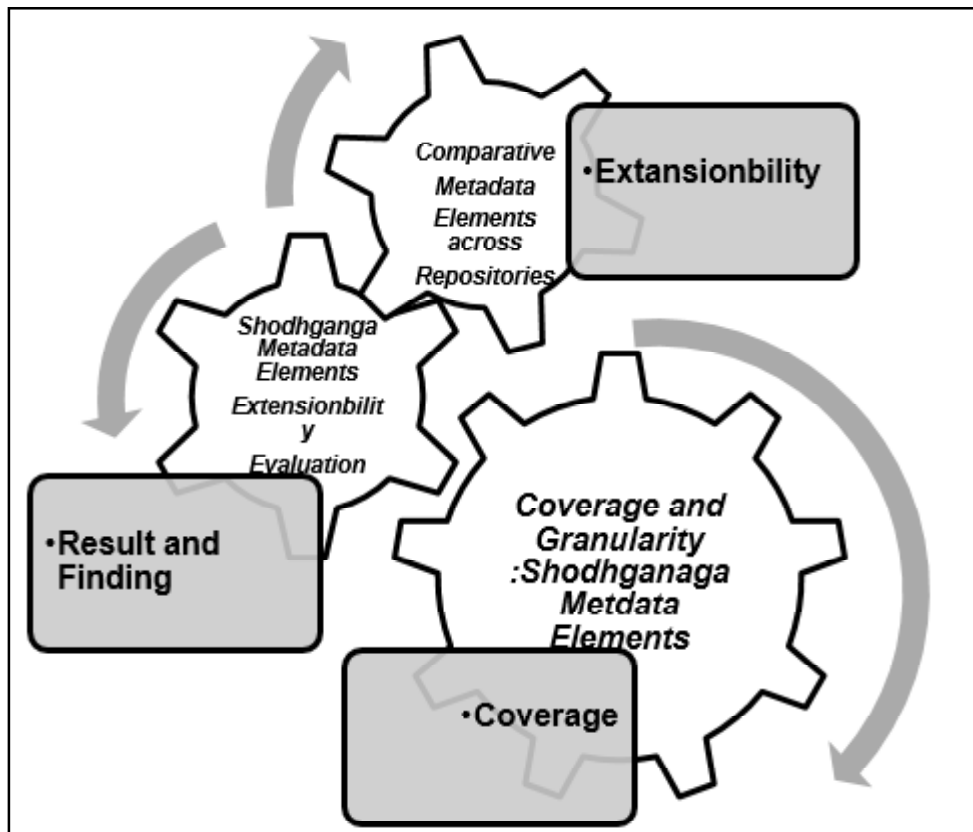 Comparative
Metadata
Elements
across
Repositories
•Extansionbility
Shodhganga
Metadata
Elements
Extensionbilit
y
Evaluation
•Result and
Finding
Coverage and
Granularity
:Shodhganaga
Metdata
Elements
•Coverage